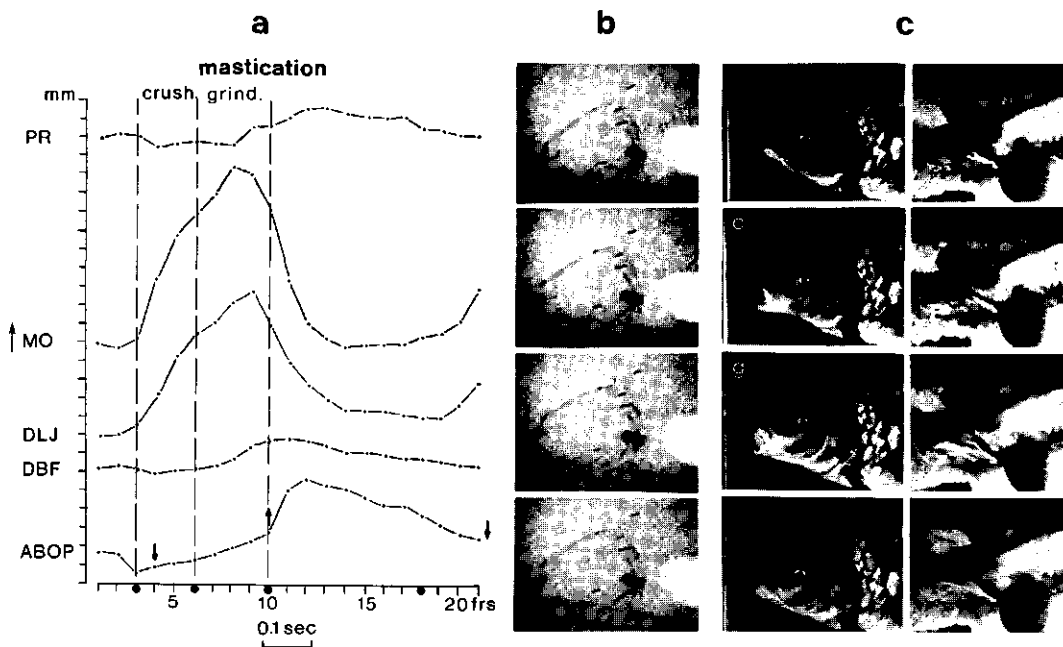 a
b
c
mastication
mm
crush
grind.
PR
MO
DLJ
DBF
ABOP
5
10
15
20 frs
0.1 sec